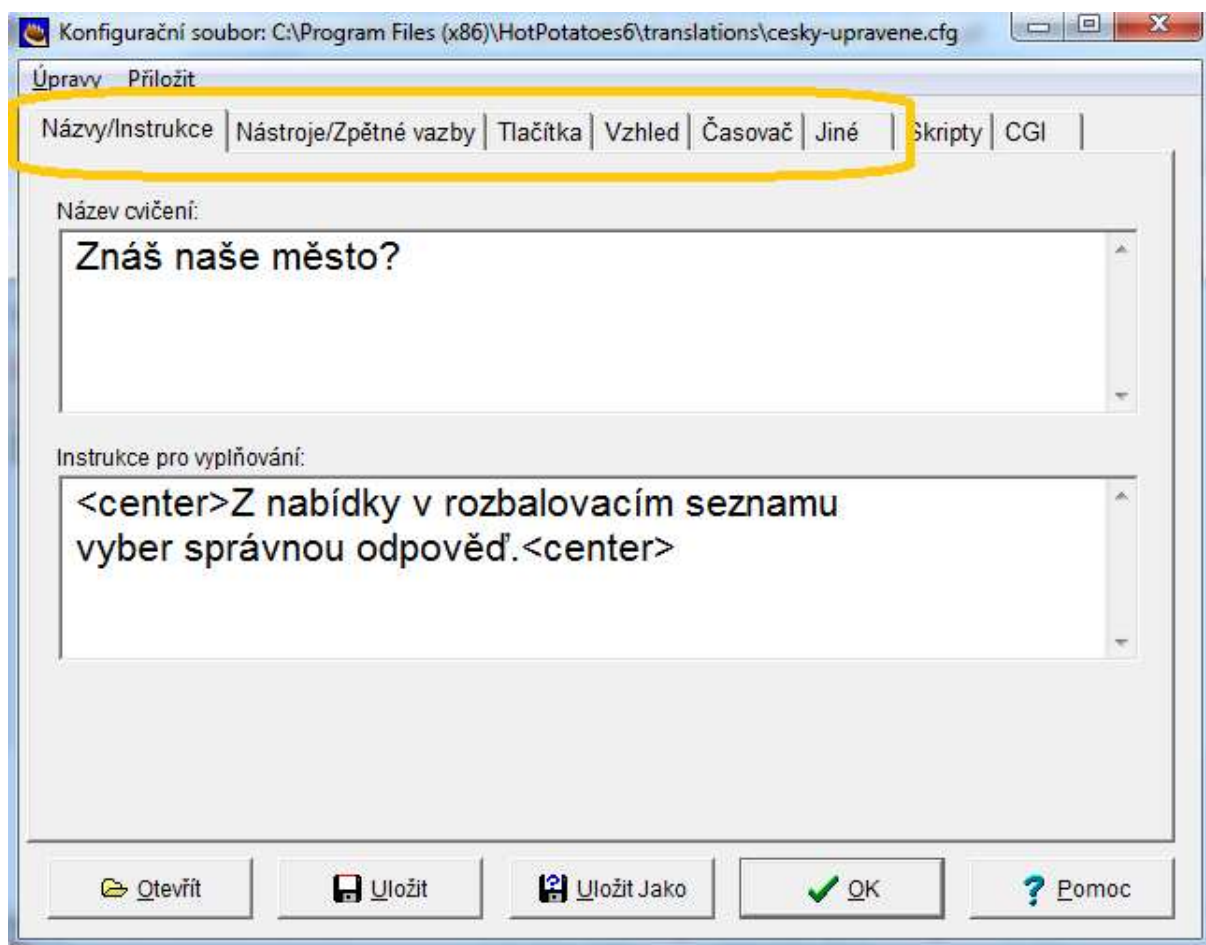 Konfigurační soubor: C:\Program Files (x86)\HotPotatoes6\translations\cesky-upravene.cfg
Úpravy Přiložit
Názvy/Instrukce Nástroje/Zpětné vazby Tlačítka Vzhled Časovač Jiné Skripty CGI
Název cvičení:
Znáš naše město?
Instrukce pro vyplňování:
<center>Z nabídky v rozbalovacím seznamu
vyber správnou odpověď.<center>
Otevřít Uložit Uložit Jako OK Pomoc